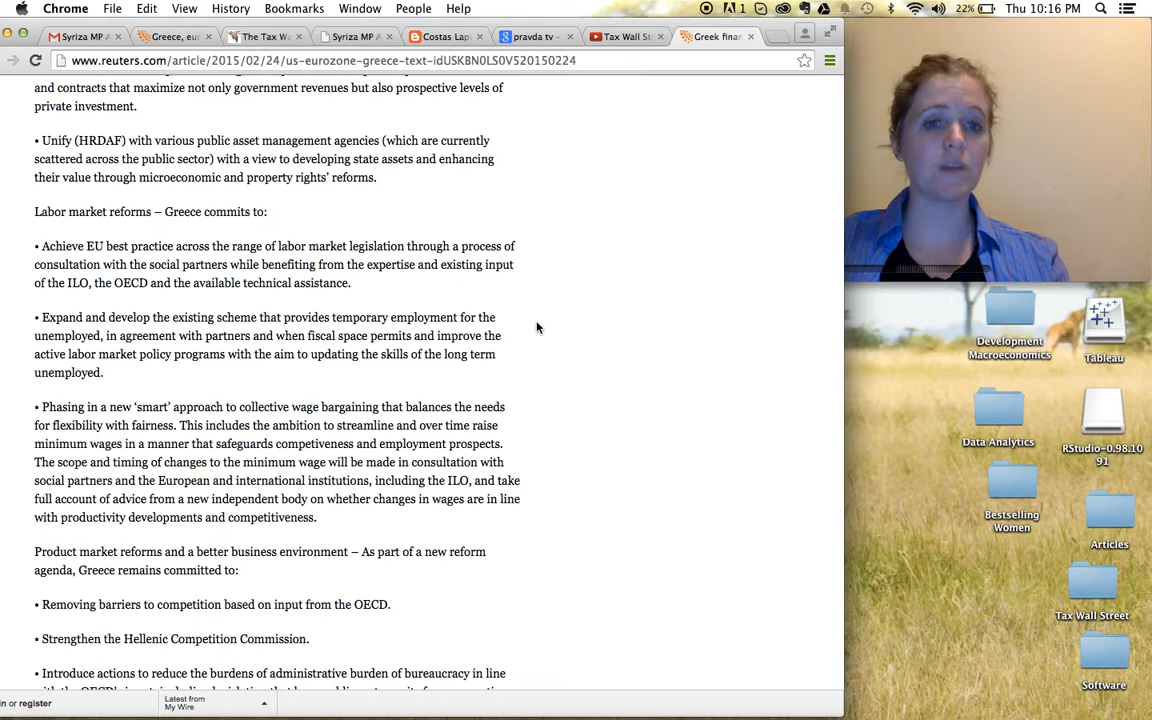 Chrome File Edit View History Bookmarks Window People Help 1 22% Thu 10:16 PM
Syriza MP A Greece, eur The Tax Wa Syriza MP A Costas Lapa pravda tv – Tax Wall St Greek finan
www.reuters.com/article/2015/02/24/us-eurozone-greece-text-idUSKBN0LS0V520150224
and contracts that maximize not only government revenues but also prospective levels of
private investment.
• Unify (HRDAF) with various public asset management agencies (which are currently
scattered across the public sector) with a view to developing state assets and enhancing
their value through microeconomic and property rights’ reforms.
Labor market reforms – Greece commits to:
• Achieve EU best practice across the range of labor market legislation through a process of
consultation with the social partners while benefiting from the expertise and existing input
of the ILO, the OECD and the available technical assistance.
• Expand and develop the existing scheme that provides temporary employment for the
unemployed, in agreement with partners and when fiscal space permits and improve the
active labor market policy programs with the aim to updating the skills of the long term
unemployed.
• Phasing in a new ‘smart’ approach to collective wage bargaining that balances the needs
for flexibility with fairness. This includes the ambition to streamline and over time raise
minimum wages in a manner that safeguards competiveness and employment prospects.
The scope and timing of changes to the minimum wage will be made in consultation with
social partners and the European and international institutions, including the ILO, and take
full account of advice from a new independent body on whether changes in wages are in line
with productivity developments and competitiveness.
Product market reforms and a better business environment – As part of a new reform
agenda, Greece remains committed to:
• Removing barriers to competition based on input from the OECD.
• Strengthen the Hellenic Competition Commission.
• Introduce actions to reduce the burdens of administrative burden of bureaucracy in line
in or register
Latest from
My Wire
Development
Macroeconomics
Tableau
Data Analytics
RStudio-0.98.10
91
Bestselling
Women
Articles
Tax Wall Street
Software